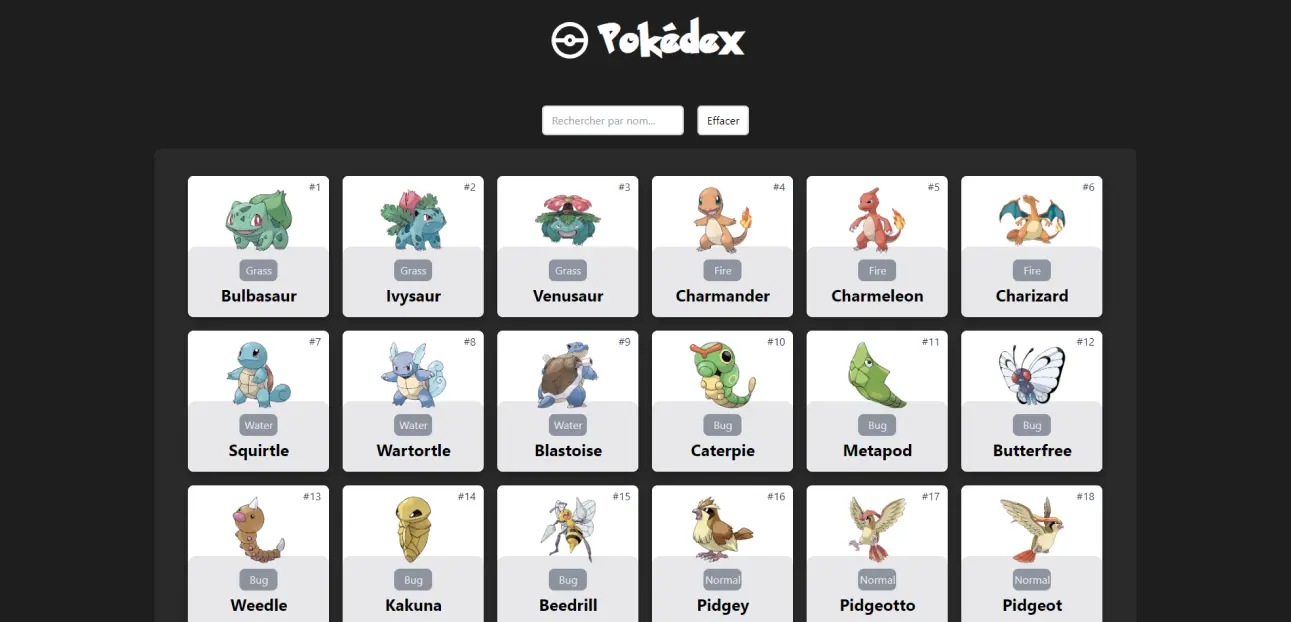 Pokédex
Rechercher par nom... Effacer
#1 #2 #3 #4 #5 #6
Grass Grass Grass Fire Fire Fire
Bulbasaur Ivysaur Venusaur Charmander Charmeleon Charizard
#7 #8 #9 #10 #11 #12
Water Water Water Bug Bug Bug
Squirtle Wartortle Blastoise Caterpie Metapod Butterfree
#13 #14 #15 #16 #17 #18
Bug Bug Bug Normal Normal Normal
Weedle Kakuna Beedrill Pidgey Pidgeotto Pidgeot